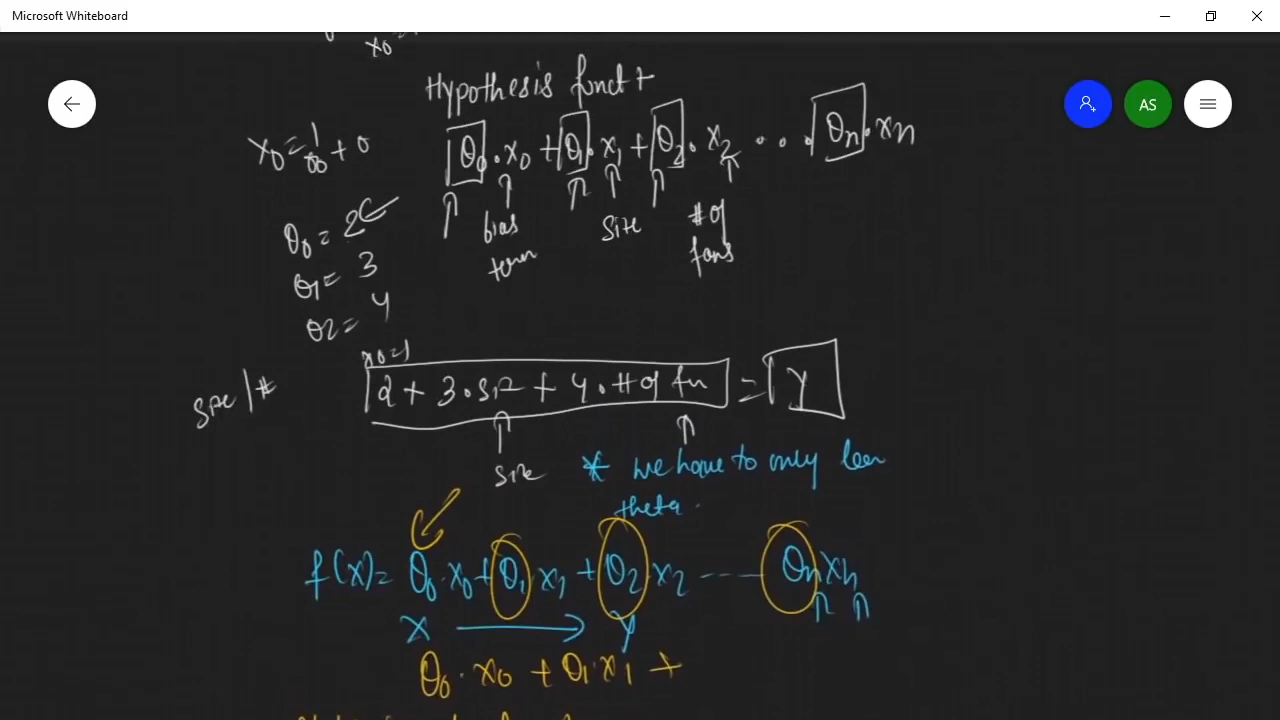 Microsoft Whiteboard
AS
Hypothesis funct
θ0 . x0 + θ1 . x1 + θ2 . x2 . . . . θn . xn
bias term
size
# of fans
θ0 = 2
θ1 = 3
θ2 = 4
x0=1
2 + 3.size + 4.# of fn = y
size
* we have to only lear
theta.
f(x) = θ0.x0 + θ1.x1 + θ2.x2 ---- θn xn
x → y
θ0 . x0 + θ1.x1 +